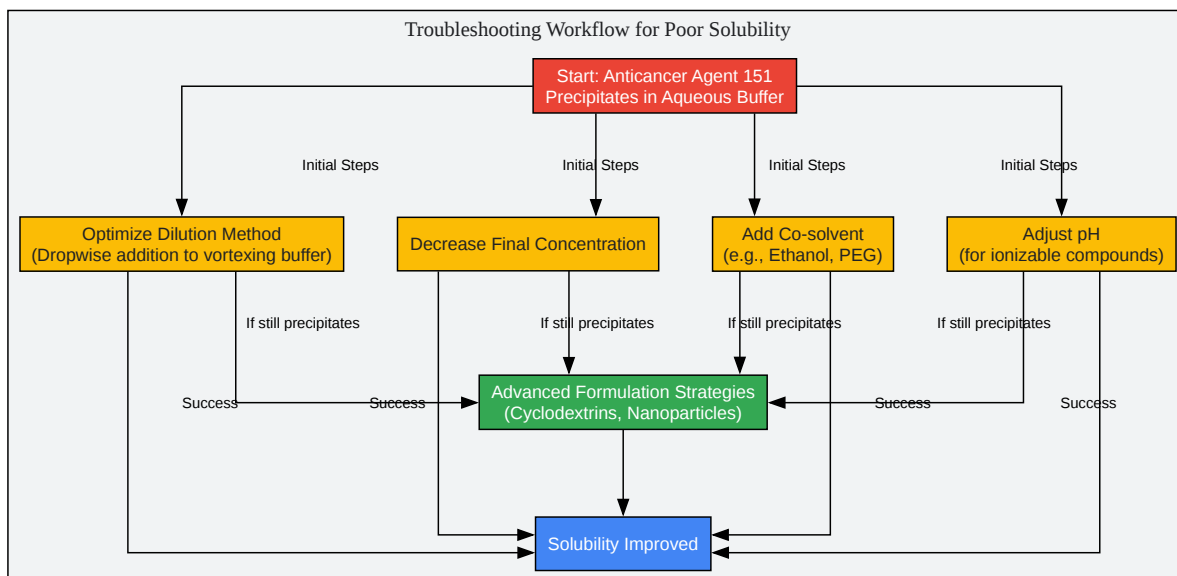 Troubleshooting Workflow for Poor Solubility
Start: Anticancer Agent 151
Precipitates in Aqueous Buffer
Initial Steps
Initial Steps
Initial Steps
Initial Steps
Optimize Dilution Method
(Dropwise addition to vortexing buffer)
Decrease Final Concentration
Add Co-solvent
(e.g., Ethanol, PEG)
Adjust pH
(for ionizable compounds)
If still precipitates
If still precipitates
If still precipitates
If still precipitates
Success
Success
Advanced Formulation Strategies
(Cyclodextrins, Nanoparticles)
Success
Success
Solubility Improved